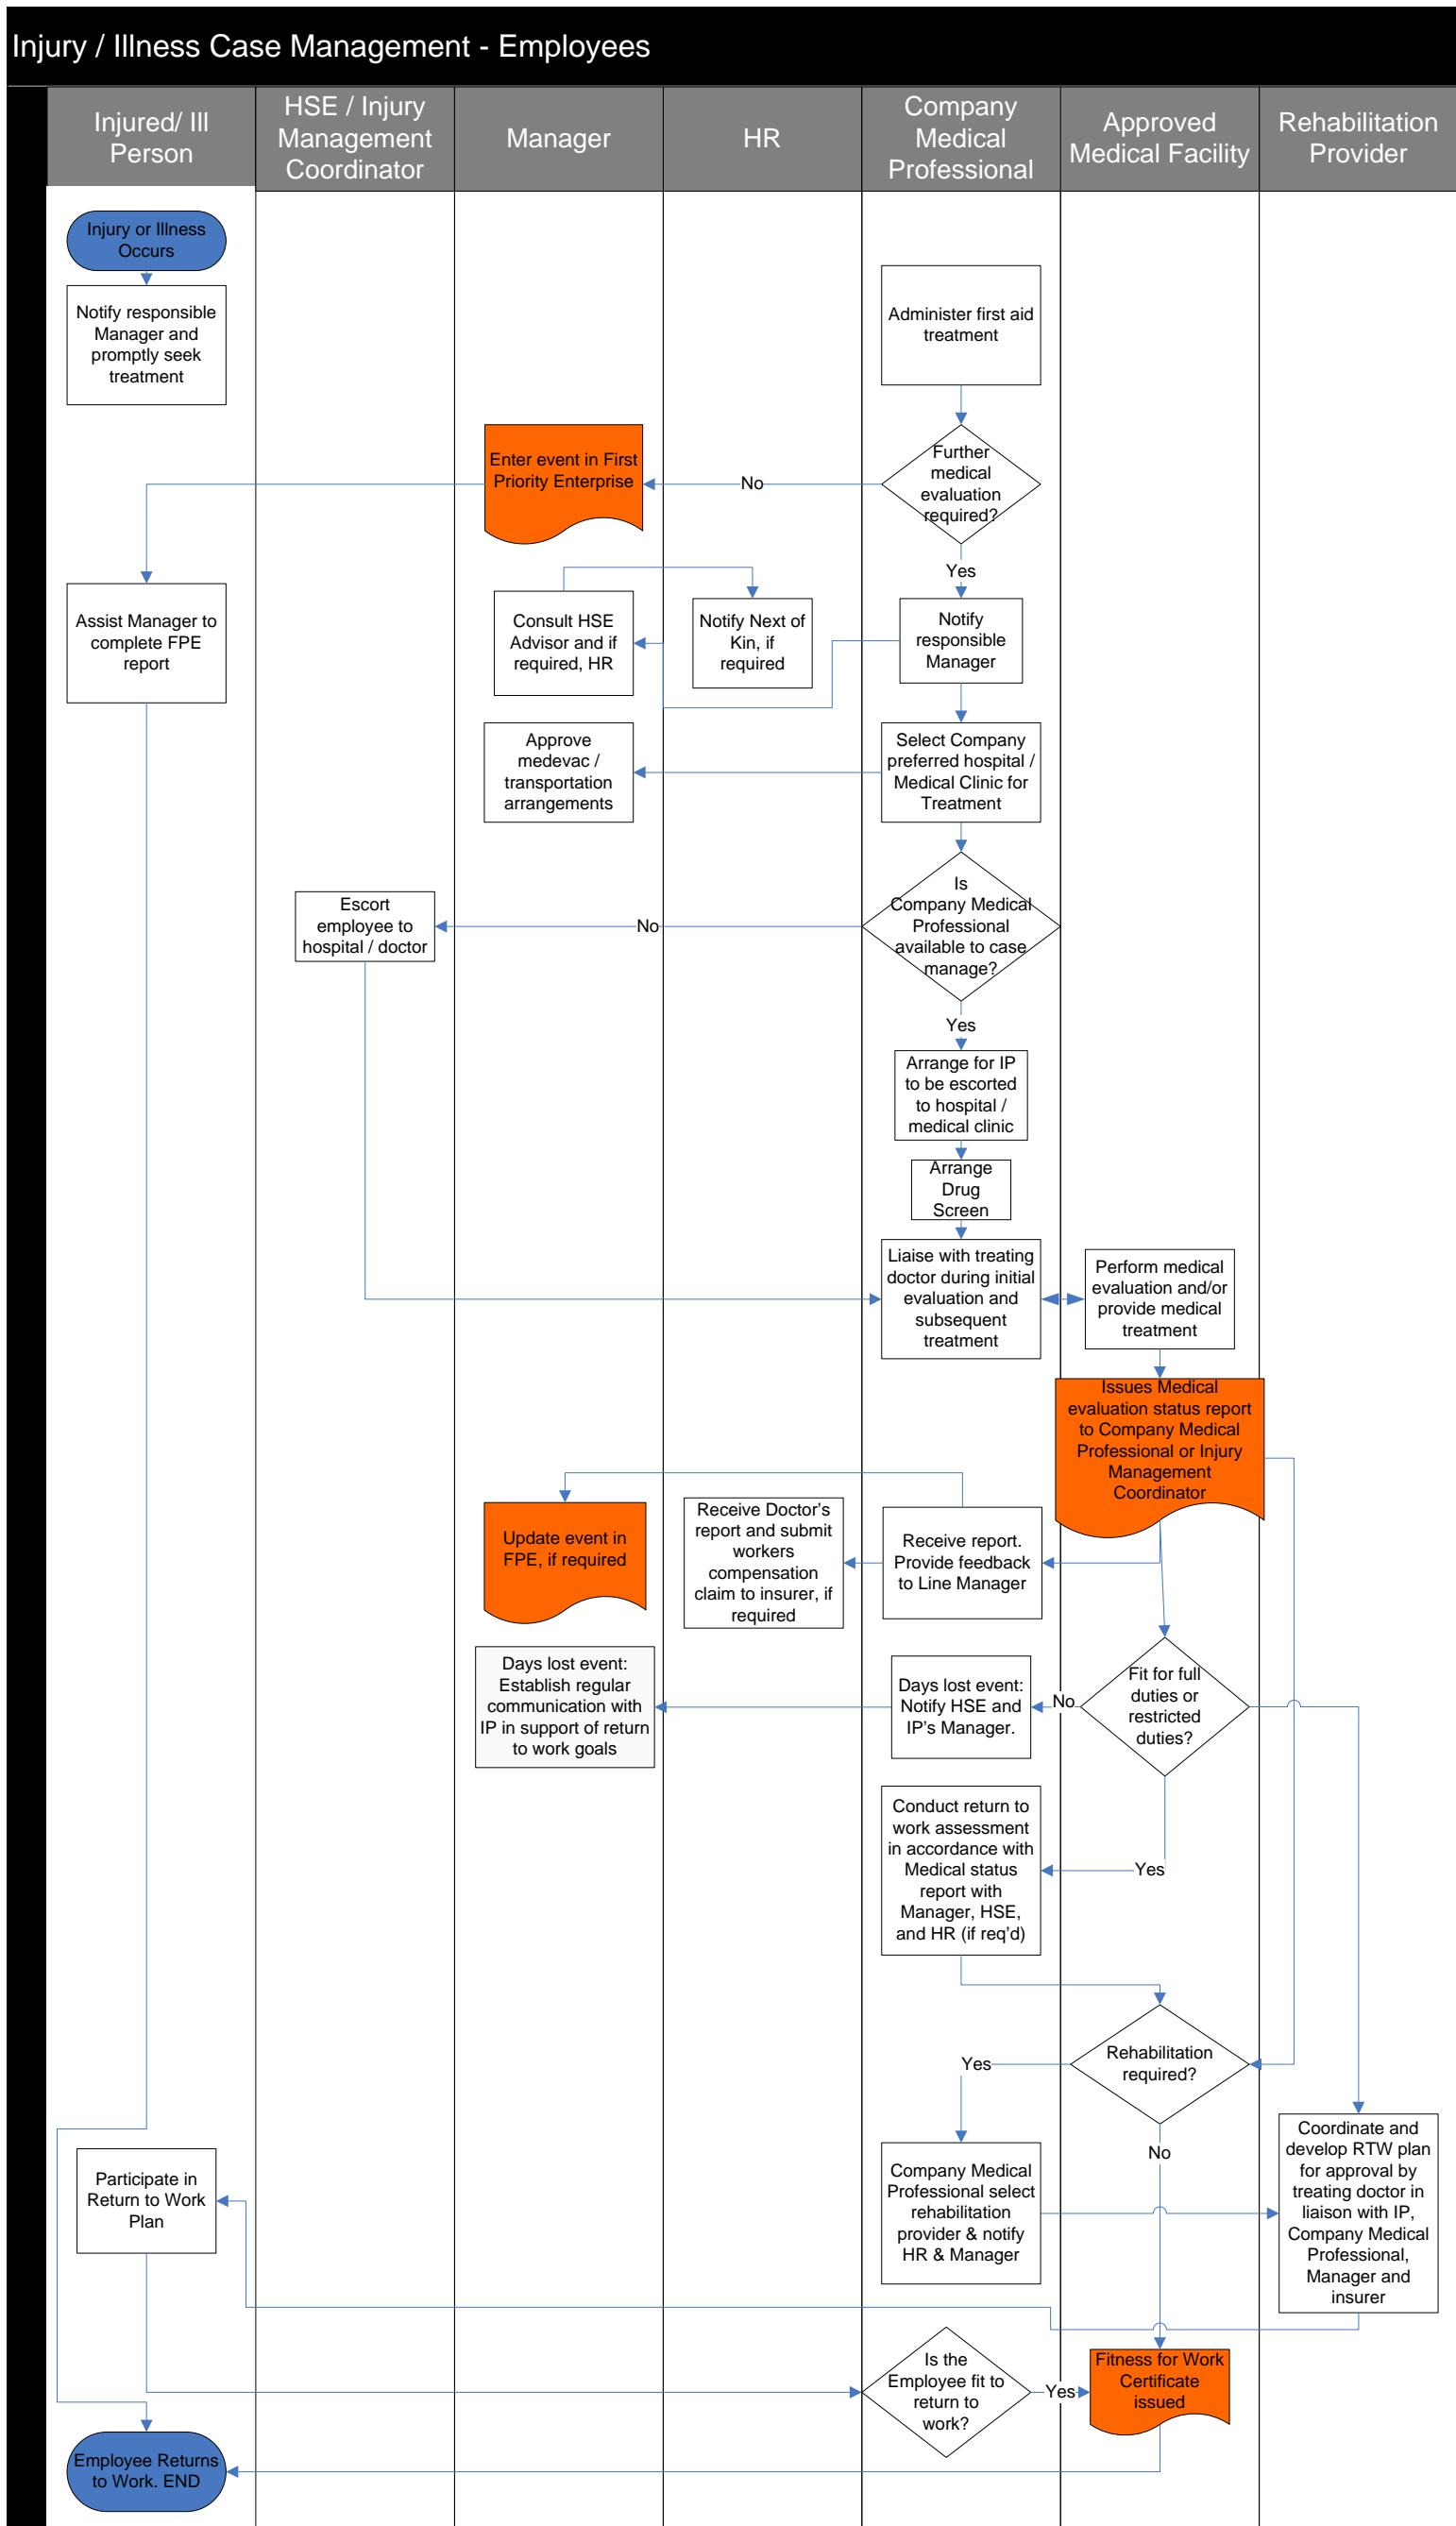 Injury / Illness Case Management - Employees
Injured/ Ill
Person
HSE / Injury
Management
Coordinator
Manager
HR
Company
Medical
Professional
Approved
Medical Facility
Rehabilitation
Provider
Injury or Illness
Occurs
Notify responsible
Manager and
promptly seek
treatment
Administer first aid
treatment
Further
medical
evaluation
required?
No
Enter event in First
Priority Enterprise
Yes
Assist Manager to
complete FPE
report
Consult HSE
Advisor and if
required, HR
Notify Next of
Kin, if
required
Notify
responsible
Manager
Approve
medevac /
transportation
arrangements
Select Company
preferred hospital /
Medical Clinic for
Treatment
Is
Company Medical
Professional
available to case
manage?
No
Escort
employee to
hospital / doctor
Yes
Arrange for IP
to be escorted
to hospital /
medical clinic
Arrange
Drug
Screen
Liaise with treating
doctor during initial
evaluation and
subsequent
treatment
Perform medical
evaluation and/or
provide medical
treatment
Issues Medical
evaluation status report
to Company Medical
Professional or Injury
Management
Coordinator
Update event in
FPE, if required
Receive Doctor's
report and submit
workers
compensation
claim to insurer, if
required
Receive report.
Provide feedback
to Line Manager
Days lost event:
Establish regular
communication with
IP in support of return
to work goals
Days lost event:
Notify HSE and
IP's Manager.
No
Fit for full
duties or
restricted
duties?
Conduct return to
work assessment
in accordance with
Medical status
report with
Manager, HSE,
and HR (if req'd)
Yes
Rehabilitation
required?
Yes
No
Participate in
Return to Work
Plan
Company Medical
Professional select
rehabilitation
provider & notify
HR & Manager
Coordinate and
develop RTW plan
for approval by
treating doctor in
liaison with IP,
Company Medical
Professional,
Manager and
insurer
Is the
Employee fit to
return to
work?
Yes
Fitness for Work
Certificate
issued
Employee Returns
to Work. END